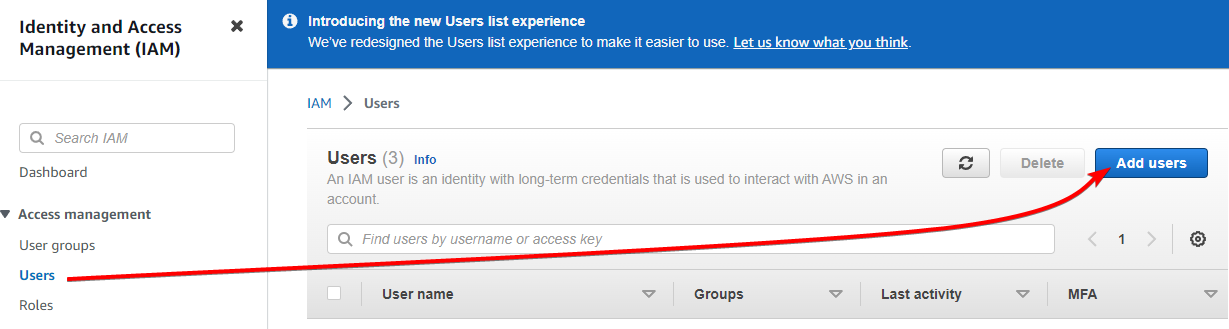 Identity and Access
Management (IAM)
Introducing the new Users list experience
We've redesigned the Users list experience to make it easier to use. Let us know what you think.
Search IAM
Dashboard
Access management
User groups
Users
Roles
IAM > Users
Users (3) Info
An IAM user is an identity with long-term credentials that is used to interact with AWS in an
account.
Delete
Add users
Find users by username or access key
1
User name Groups Last activity MFA